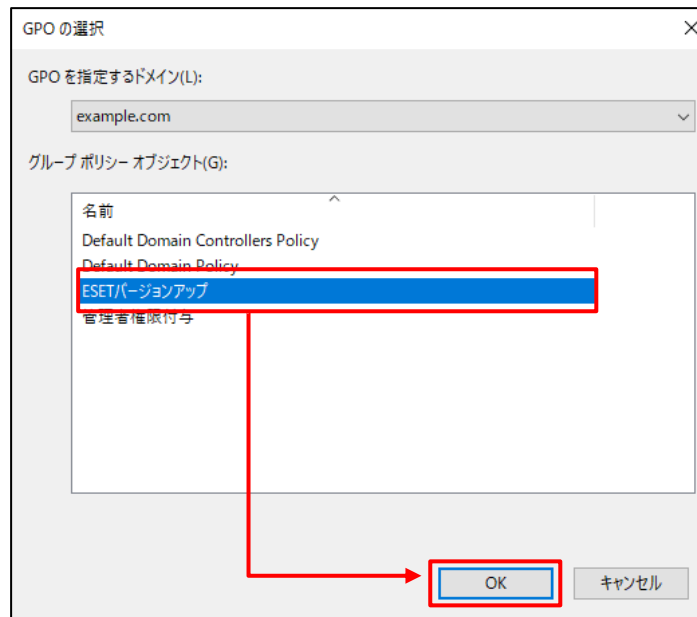 GPO の選択
GPO を指定するドメイン(L):
example.com
グループ ポリシー オブジェクト(G):
名前
Default Domain Controllers Policy
Default Domain Policy
ESETバージョンアップ
管理者権限付与
OK
キャンセル